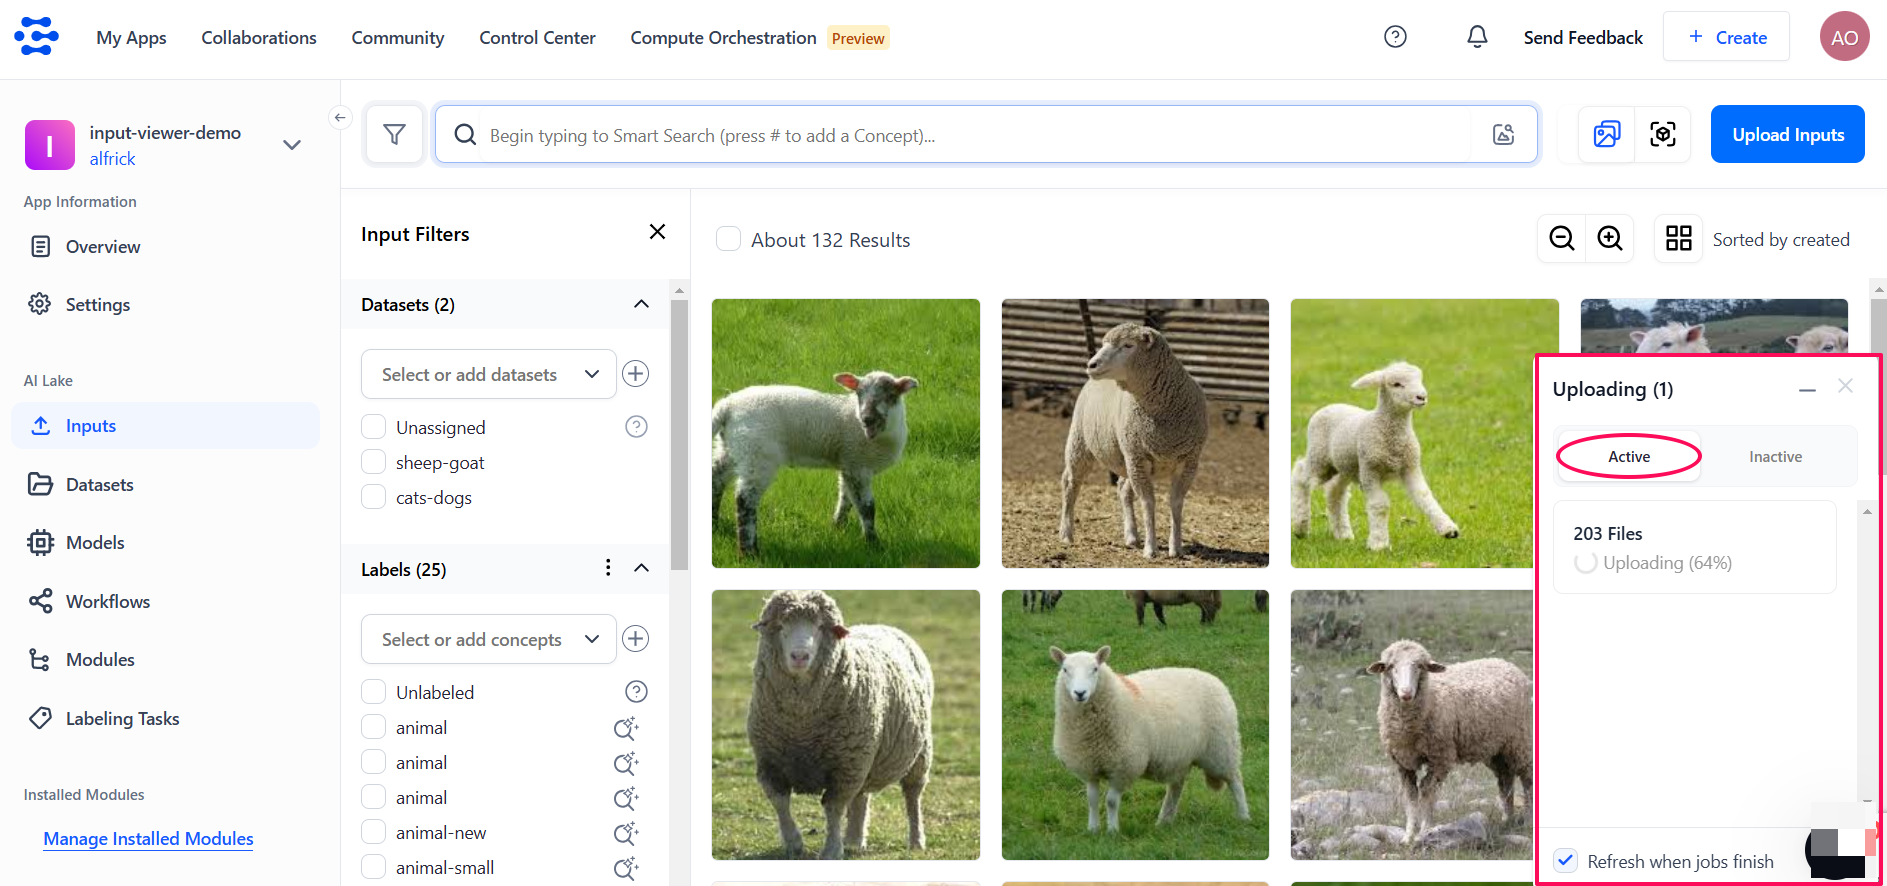 My Apps
Collaborations
Community
Control Center
Compute Orchestration
Preview
Send Feedback
+ Create
AO
I
input-viewer-demo
alfrick
App Information
Overview
Settings
AI Lake
Inputs
Datasets
Models
Workflows
Modules
Labeling Tasks
Installed Modules
Manage Installed Modules
Begin typing to Smart Search (press # to add a Concept)...
Upload Inputs
Input Filters
Datasets (2)
Select or add datasets
Unassigned
sheep-goat
cats-dogs
Labels (25)
Select or add concepts
Unlabeled
animal
animal
animal
animal-new
animal-small
About 132 Results
Sorted by created
Uploading (1)
Active
Inactive
203 Files
Uploading (64%)
Refresh when jobs finish